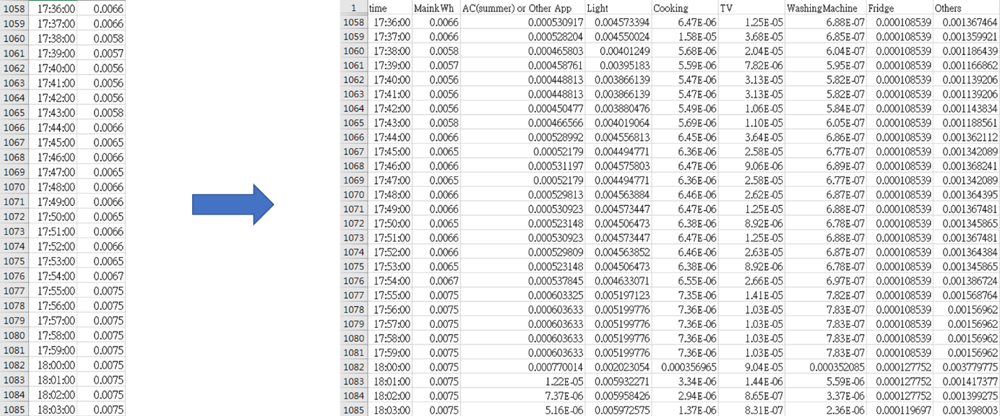 1058 17:36:00 0.0066
1059 17:37:00 0.0066
1060 17:38:00 0.0058
1061 17:39:00 0.0057
1062 17:40:00 0.0056
1063 17:41:00 0.0056
1064 17:42:00 0.0056
1065 17:43:00 0.0058
1066 17:44:00 0.0066
1067 17:45:00 0.0065
1068 17:46:00 0.0066
1069 17:47:00 0.0065
1070 17:48:00 0.0066
1071 17:49:00 0.0066
1072 17:50:00 0.0065
1073 17:51:00 0.0066
1074 17:52:00 0.0066
1075 17:53:00 0.0065
1076 17:54:00 0.0067
1077 17:55:00 0.0075
1078 17:56:00 0.0075
1079 17:57:00 0.0075
1080 17:58:00 0.0075
1081 17:59:00 0.0075
1082 18:00:00 0.0075
1083 18:01:00 0.0075
1084 18:02:00 0.0075
1085 18:03:00 0.0075
1 time MainkWh AC(summer) or Other App Light Cooking TV WashingMachine Fridge Others
1058 17:36:00 0.0066 0.000530917 0.004573394 6.47E-06 1.25E-05 6.88E-07 0.000108539 0.001367464
1059 17:37:00 0.0066 0.000528204 0.004550024 1.58E-05 3.68E-05 6.85E-07 0.000108539 0.001359921
1060 17:38:00 0.0058 0.000465803 0.00401249 5.68E-06 2.04E-05 6.04E-07 0.000108539 0.001186439
1061 17:39:00 0.0057 0.000458761 0.00395183 5.59E-06 7.82E-06 5.95E-07 0.000108539 0.001166862
1062 17:40:00 0.0056 0.000448813 0.003866139 5.47E-06 3.13E-05 5.82E-07 0.000108539 0.001139206
1063 17:41:00 0.0056 0.000448813 0.003866139 5.47E-06 3.13E-05 5.82E-07 0.000108539 0.001139206
1064 17:42:00 0.0056 0.000450477 0.003880476 5.49E-06 1.06E-05 5.84E-07 0.000108539 0.001143834
1065 17:43:00 0.0058 0.000466566 0.004019064 5.69E-06 1.10E-05 6.05E-07 0.000108539 0.001188561
1066 17:44:00 0.0066 0.000528992 0.004556813 6.45E-06 3.64E-05 6.86E-07 0.000108539 0.001362112
1067 17:45:00 0.0065 0.00052179 0.004494771 6.36E-06 2.58E-05 6.77E-07 0.000108539 0.001342089
1068 17:46:00 0.0066 0.000531197 0.004575803 6.47E-06 9.06E-06 6.89E-07 0.000108539 0.001368241
1069 17:47:00 0.0065 0.00052179 0.004494771 6.36E-06 2.58E-05 6.77E-07 0.000108539 0.001342089
1070 17:48:00 0.0066 0.000529813 0.004563884 6.46E-06 2.62E-05 6.87E-07 0.000108539 0.001364395
1071 17:49:00 0.0066 0.000530923 0.004573447 6.47E-06 1.25E-05 6.88E-07 0.000108539 0.001367481
1072 17:50:00 0.0065 0.000523148 0.004506473 6.38E-06 8.92E-06 6.78E-07 0.000108539 0.001345865
1073 17:51:00 0.0066 0.000530923 0.004573447 6.47E-06 1.25E-05 6.88E-07 0.000108539 0.001367481
1074 17:52:00 0.0066 0.000529809 0.004563852 6.46E-06 2.63E-05 6.87E-07 0.000108539 0.001364384
1075 17:53:00 0.0065 0.000523148 0.004506473 6.38E-06 8.92E-06 6.78E-07 0.000108539 0.001345865
1076 17:54:00 0.0067 0.000537845 0.004633071 6.55E-06 2.66E-05 6.97E-07 0.000108539 0.001386724
1077 17:55:00 0.0075 0.000603325 0.005197123 7.35E-06 1.41E-05 7.82E-07 0.000108539 0.001568764
1078 17:56:00 0.0075 0.000603633 0.005199776 7.36E-06 1.03E-05 7.83E-07 0.000108539 0.00156962
1079 17:57:00 0.0075 0.000603633 0.005199776 7.36E-06 1.03E-05 7.83E-07 0.000108539 0.00156962
1080 17:58:00 0.0075 0.000603633 0.005199776 7.36E-06 1.03E-05 7.83E-07 0.000108539 0.00156962
1081 17:59:00 0.0075 0.000603633 0.005199776 7.36E-06 1.03E-05 7.83E-07 0.000108539 0.00156962
1082 18:00:00 0.0075 0.000770014 0.002023054 0.000356965 9.04E-05 0.000352085 0.000127752 0.003779775
1083 18:01:00 0.0075 1.22E-05 0.005932271 3.34E-06 1.44E-06 5.59E-06 0.000127752 0.001417377
1084 18:02:00 0.0075 7.37E-06 0.005958426 2.94E-06 8.65E-07 3.37E-06 0.000127752 0.001399275
1085 18:03:00 0.0075 5.16E-06 0.005972575 1.37E-06 8.31E-07 2.36E-06 0.000119697 0.001398003